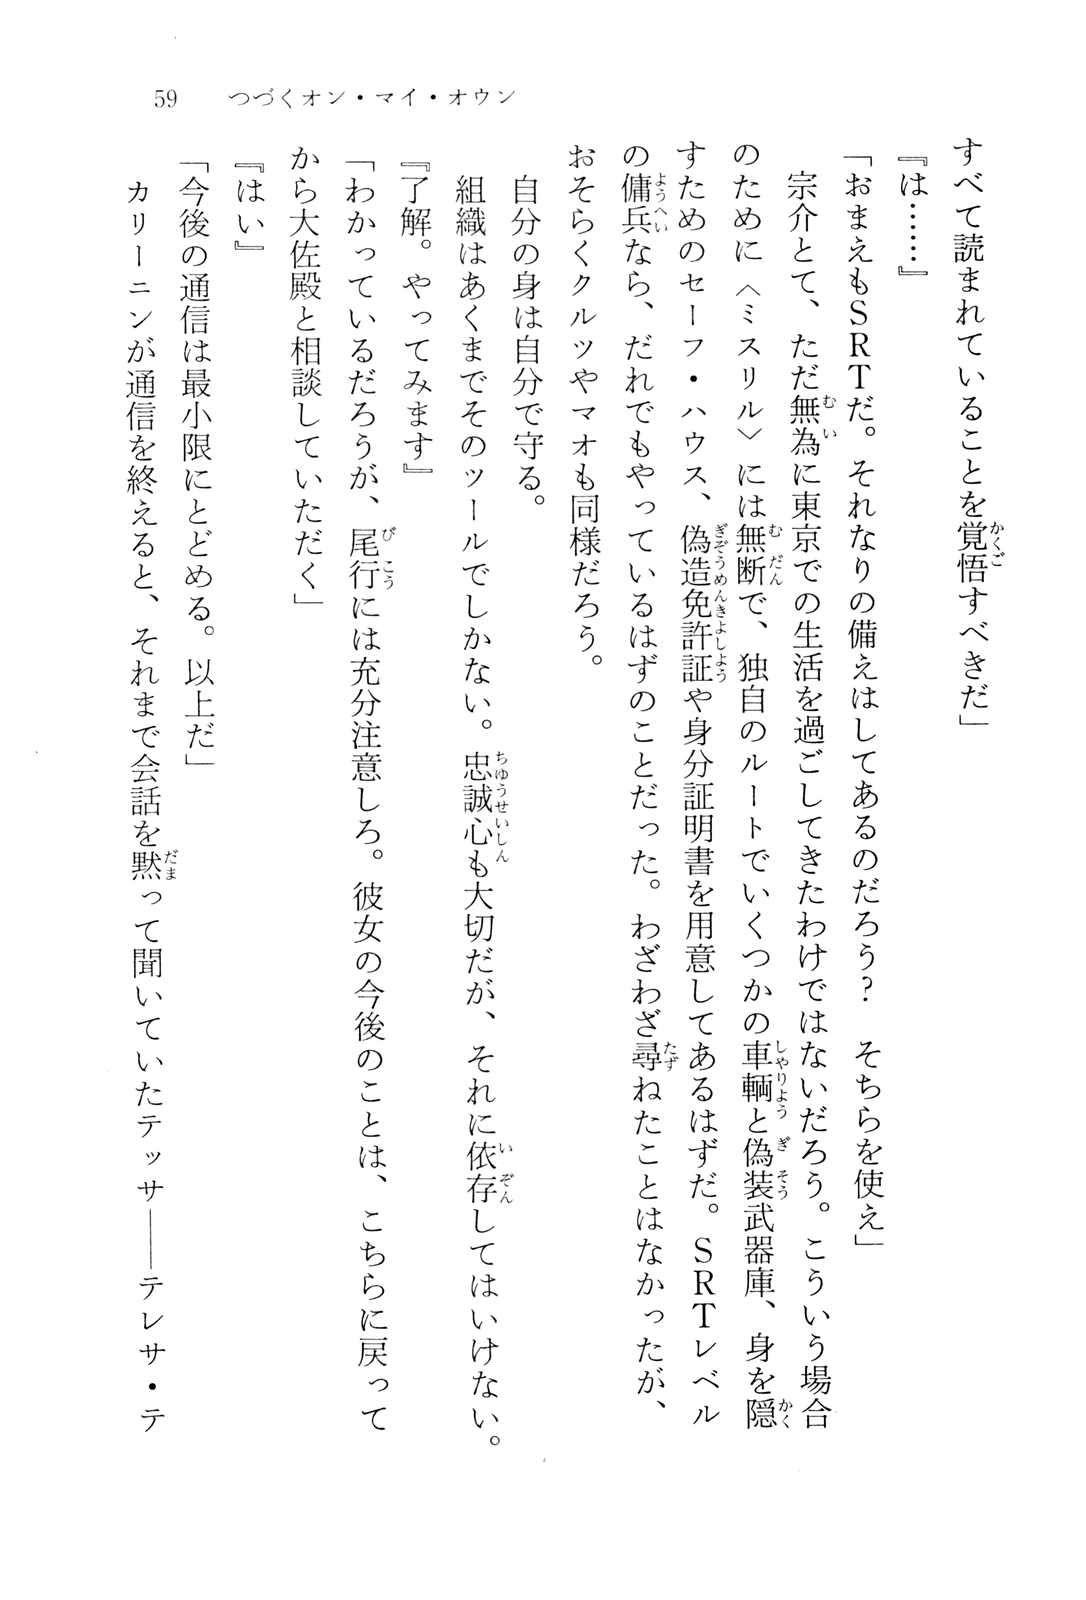 59　つづくオン・マイ・オウン
すべて読まれていることを覚悟すべきだ」
『は……』
「おまえもＳＲＴだ。それなりの備えはしてあるのだろう？　そちらを使え」
　宗介とて、ただ無為に東京での生活を過ごしてきたわけではないだろう。こういう場合
のために〈ミスリル〉には無断で、独自のルートでいくつかの車輌と偽装武器庫、身を隠
すためのセーフ・ハウス、偽造免許証や身分証明書を用意してあるはずだ。ＳＲＴレベル
の傭兵なら、だれでもやっているはずのことだった。わざわざ尋ねたことはなかったが、
おそらくクルツやマオも同様だろう。
　自分の身は自分で守る。
　組織はあくまでそのツールでしかない。忠誠心も大切だが、それに依存してはいけない。
『了解。やってみます』
「わかっているだろうが、尾行には充分注意しろ。彼女の今後のことは、こちらに戻って
から大佐殿と相談していただく」
『はい』
「今後の通信は最小限にとどめる。以上だ」
　カリーニンが通信を終えると、それまで会話を黙って聞いていたテッサ――テレサ・テ